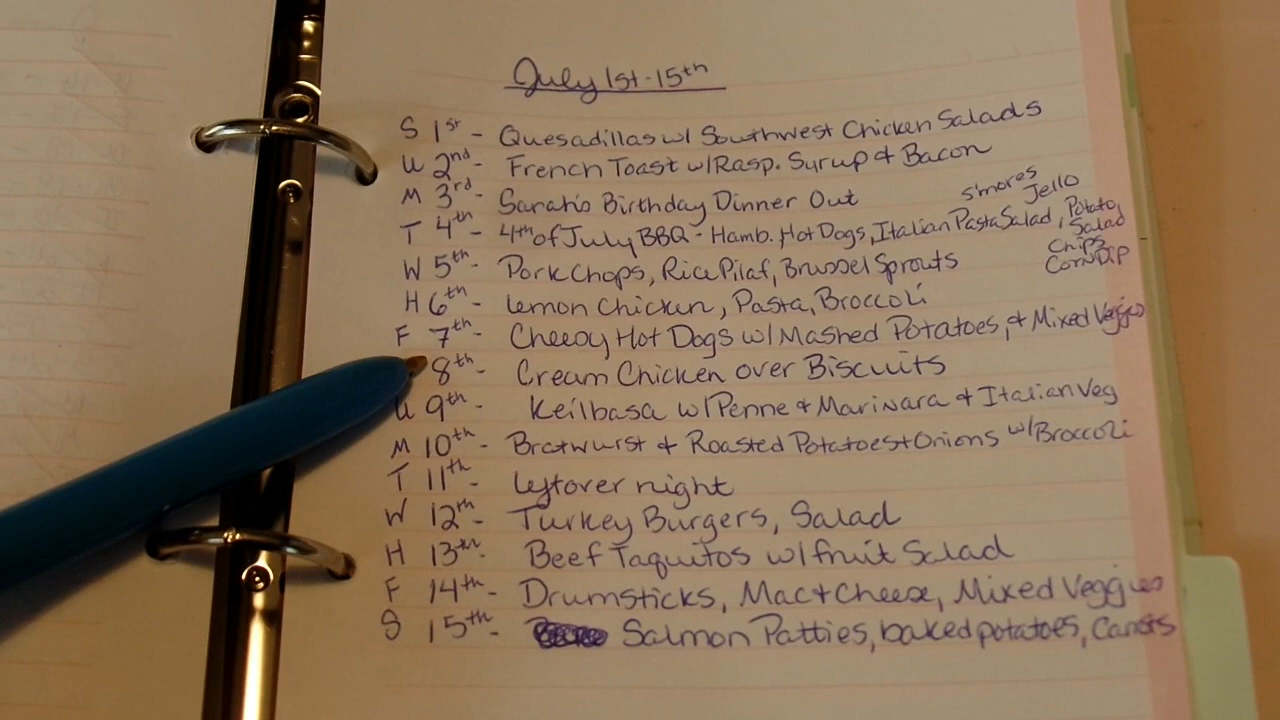 July 1st-15th
S 1st - Quesadillas w/ Southwest Chicken Salads
U 2nd - French Toast w/Rasp. Syrup & Bacon
M 3rd - Sarah's Birthday Dinner Out
T 4th - 4th of July BBQ - Hamb. Hot Dogs, Italian Pasta Salad, Potato Salad
s'mores
Jello
Chips
Corn Dip
W 5th - Pork Chops, Rice Pilaf, Brussel Sprouts
H 6th - Lemon Chicken, Pasta, Broccoli
F 7th - Cheesy Hot Dogs w/Mashed Potatoes, & Mixed Veggies
8th - Cream Chicken over Biscuits
U 9th - Keilbasa w/Penne & Marinara & Italian Veg
M 10th - Bratwurst & Roasted Potatoes + Onions w/Broccoli
T 11th - Leftover night
W 12th - Turkey Burgers, Salad
H 13th - Beef Taquitos w/fruit Salad
F 14th - Drumsticks, Mac + Cheese, Mixed Veggies
S 15th - Salmon Patties, baked potatoes, Carrots